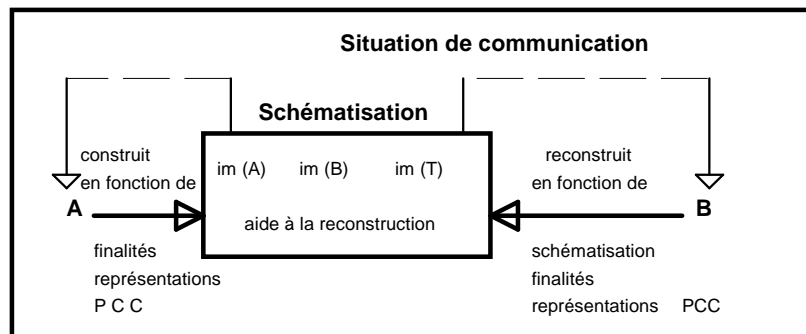 Situation de communication
Schématisation
construit
en fonction de
im (A) im (B) im (T)
reconstruit
en fonction de
A
aide à la reconstruction
B
finalités
représentations
P C C
schématisation
finalités
représentations PCC